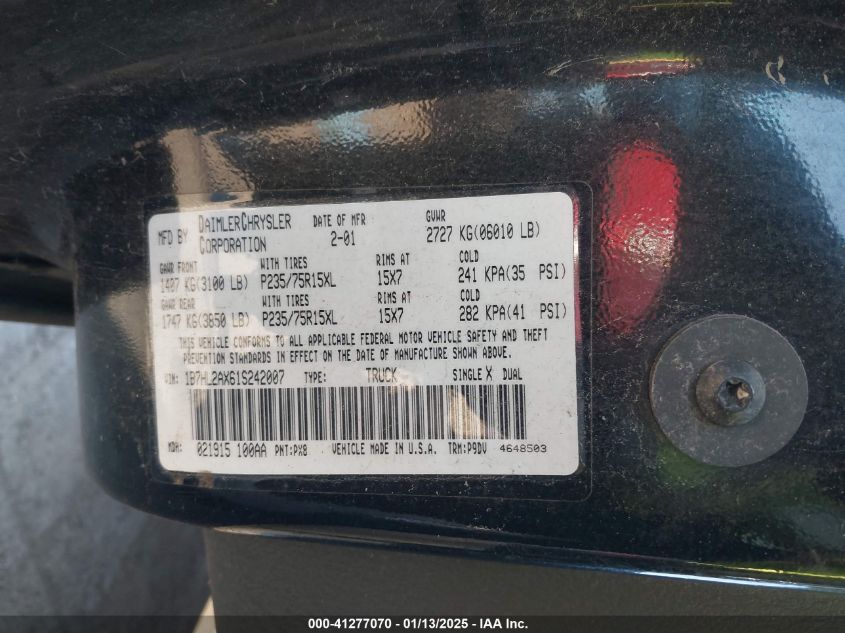 MFD BY DAIMLERCHRYSLER CORPORATION DATE OF MFR 2-01 GVWR 2727 KG(06010 LB)
GAWR FRONT WITH TIRES RIMS AT COLD
1407 KG(3100 LB) P235/75R15XL 15X7 241 KPA(35 PSI)
GAWR REAR WITH TIRES RIMS AT COLD
1747 KG(3850 LB) P235/75R15XL 15X7 282 KPA(41 PSI)
THIS VEHICLE CONFORMS TO ALL APPLICABLE FEDERAL MOTOR VEHICLE SAFETY AND THEFT
PREVENTION STANDARDS IN EFFECT ON THE DATE OF MANUFACTURE SHOWN ABOVE.
VIN: 1B7HL2AX61S242007 TYPE: TRUCK SINGLE X DUAL
MDH: 021915 100AA PNT:PX8 VEHICLE MADE IN U.S.A. TRM:P9DV 4648503
000-41277070 - 01/13/2025 - IAA Inc.